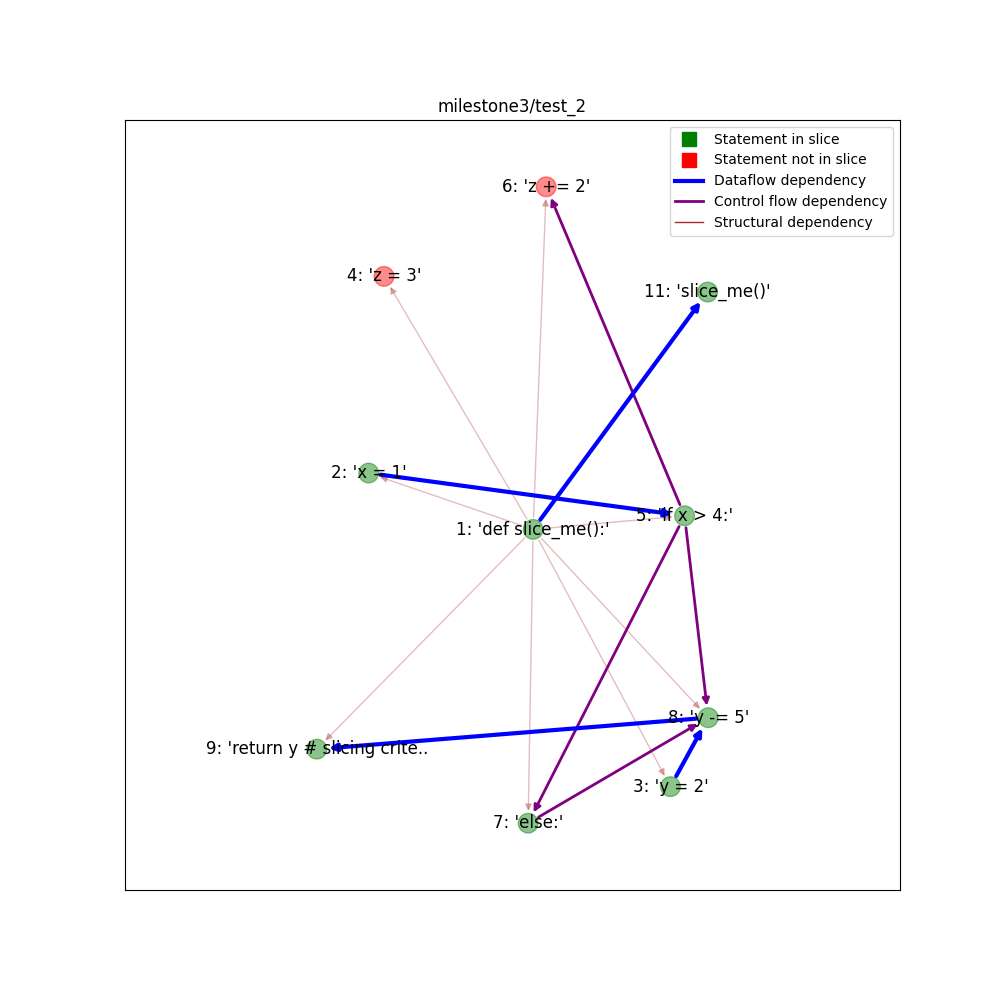 milestone3/test_2
Statement in slice
Statement not in slice
Dataflow dependency
Control flow dependency
Structural dependency
6: 'z += 2'
4: 'z = 3'
11: 'slice_me()'
2: 'x = 1'
5: 'if x > 4:'
1: 'def slice_me():'
8: 'y -= 5'
9: 'return y # slicing crite..
3: 'y = 2'
7: 'else:'